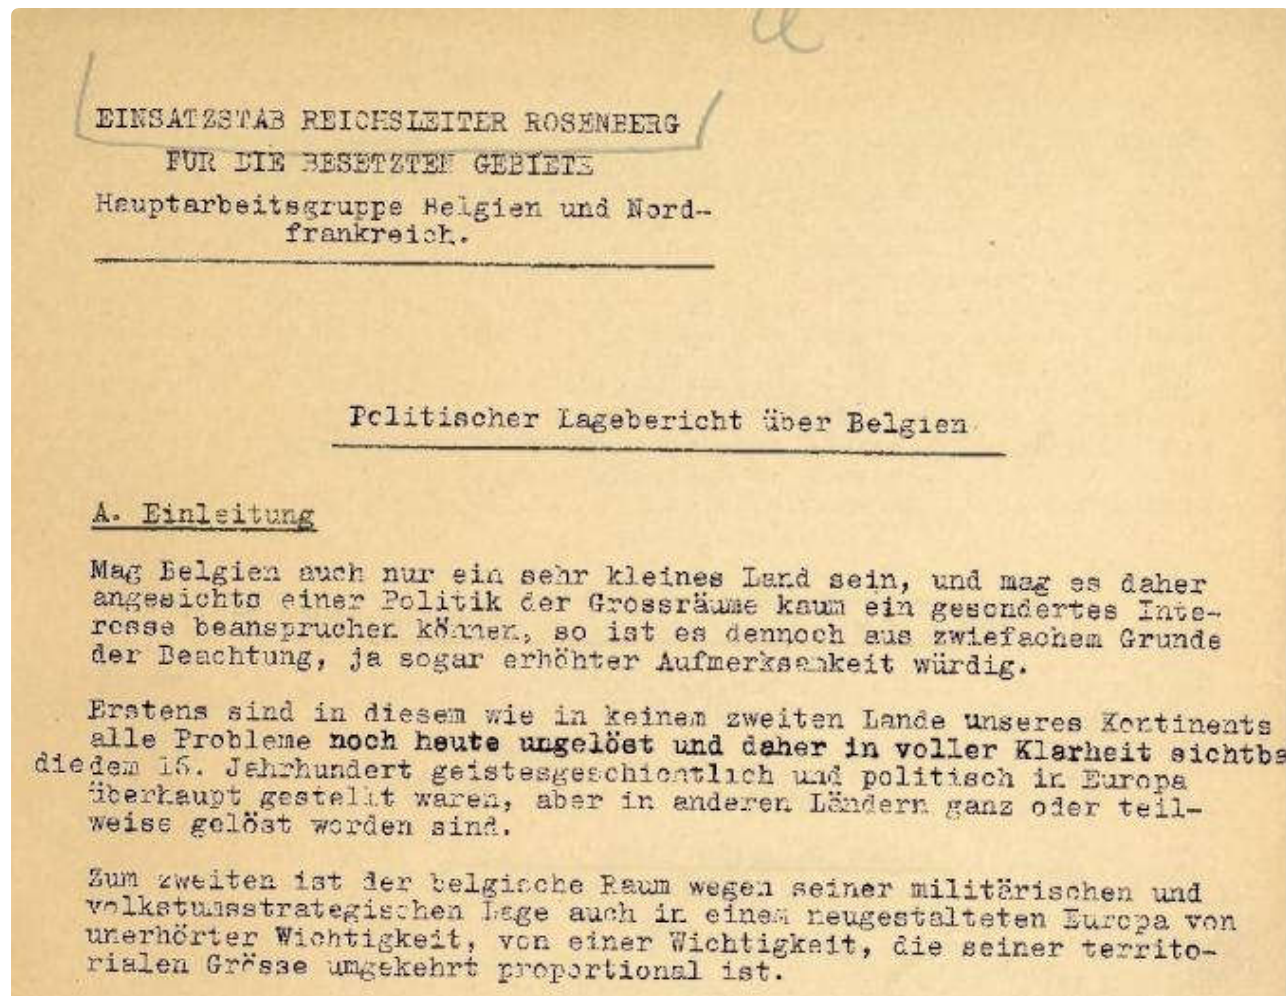 EINSATZSTAB REICHSLEITER ROSENBERG
FÜR DIE BESETZTEN GEBIETE
Hauptarbeitsgruppe Belgien und Nord-
frankreich.
Politischer Lagebericht über Belgien
A. Einleitung
Mag Belgien auch nur ein sehr kleines Land sein, und mag es daher
angesichts einer Politik der Grossräume kaum ein gesondertes Inte-
resse beanspruchen können, so ist es dennoch aus zwiefachem Grunde
der Beachtung, ja sogar erhöhter Aufmerksamkeit würdig.
Erstens sind in diesem wie in keinem zweiten Lande unseres Kontinents
alle Probleme noch heute ungelöst und daher in voller Klarheit sichtba
die dem 16. Jahrhundert geistesgeschichtlich und politisch in Europa
überhaupt gestellt waren, aber in anderen Ländern ganz oder teil-
weise gelöst worden sind.
Zum zweiten ist der belgische Raum wegen seiner militärischen und
volkstumsstrategischen Lage auch in einem neugestalteten Europa von
unerhörter Wichtigkeit, von einer Wichtigkeit, die seiner territo-
rialen Grösse umgekehrt proportional ist.